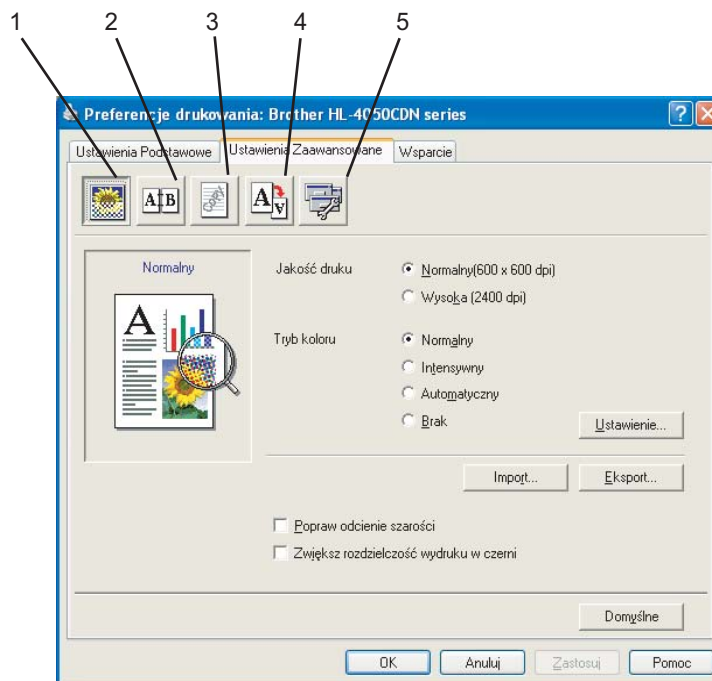 1 2 3 4 5
Preferencje drukowania: Brother HL-4050CDN series
Ustawienia Podstawowe Ustawienia Zaawansowane Wsparcie
A B Copy A A
Normalny
A
Jakość druku
Normalny(600 x 600 dpi)
Wysoka (2400 dpi)
Tryb koloru
Normalny
Intensywny
Automatyczny
Brak
Ustawienie...
Import... Eksport...
Popraw odcienie szarości
Zwiększ rozdzielczość wydruku w czerni
Domyślne
OK Anuluj Zastosuj Pomoc